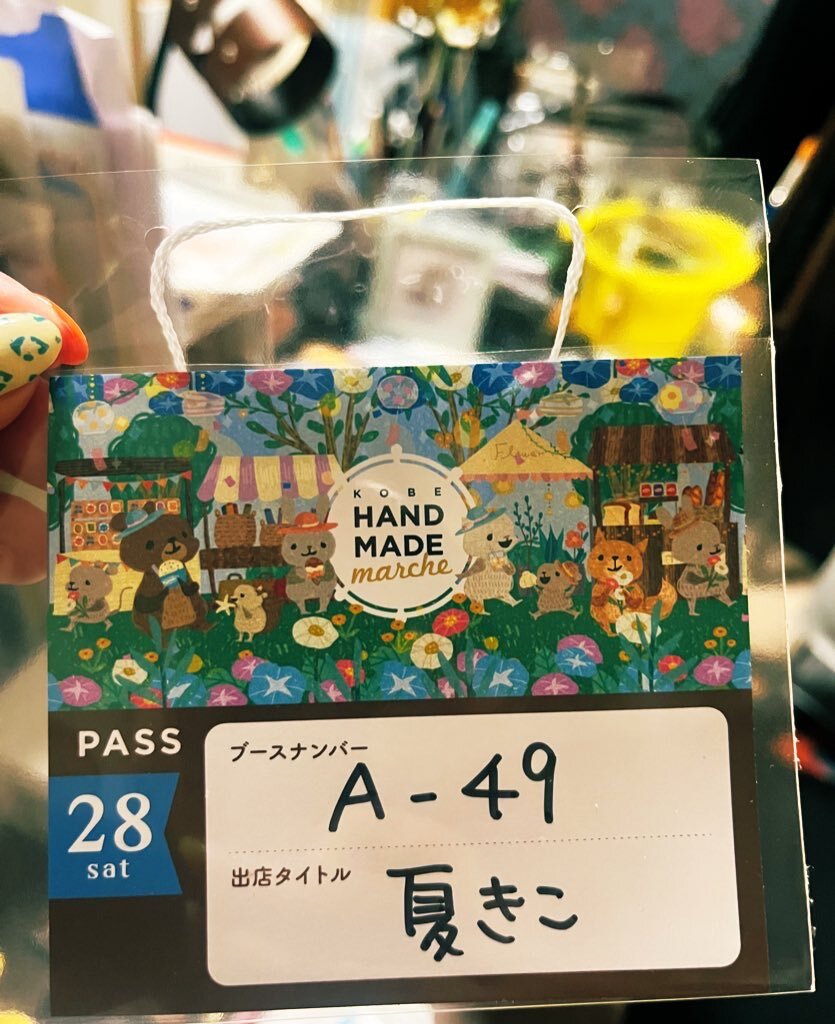 Flower
KOBE
HAND
MADE
marche
PASS
28
sat
ブースナンバー
A-49
出店タイトル
夏きこ